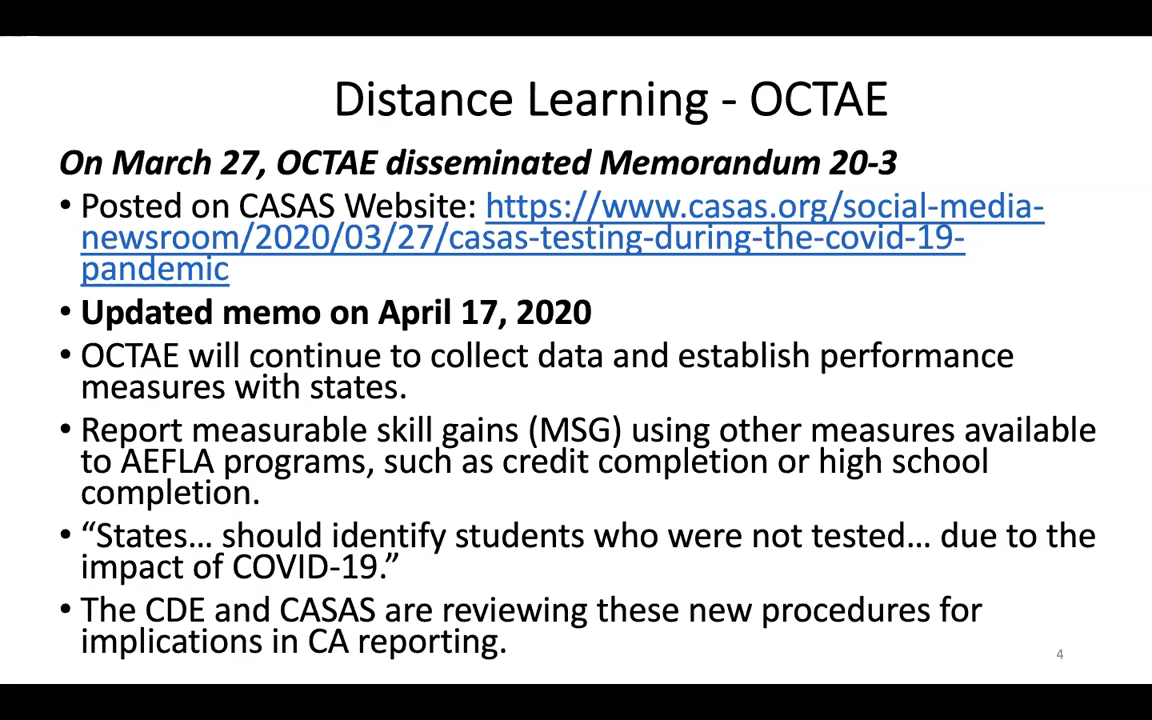 Distance Learning - OCTAE
On March 27, OCTAE disseminated Memorandum 20-3
• Posted on CASAS Website: https://www.casas.org/social-media-
newsroom/2020/03/27/casas-testing-during-the-covid-19-
pandemic
• Updated memo on April 17, 2020
• OCTAE will continue to collect data and establish performance
measures with states.
• Report measurable skill gains (MSG) using other measures available
to AEFLA programs, such as credit completion or high school
completion.
• “States... should identify students who were not tested... due to the
impact of COVID-19.”
• The CDE and CASAS are reviewing these new procedures for
implications in CA reporting.
4